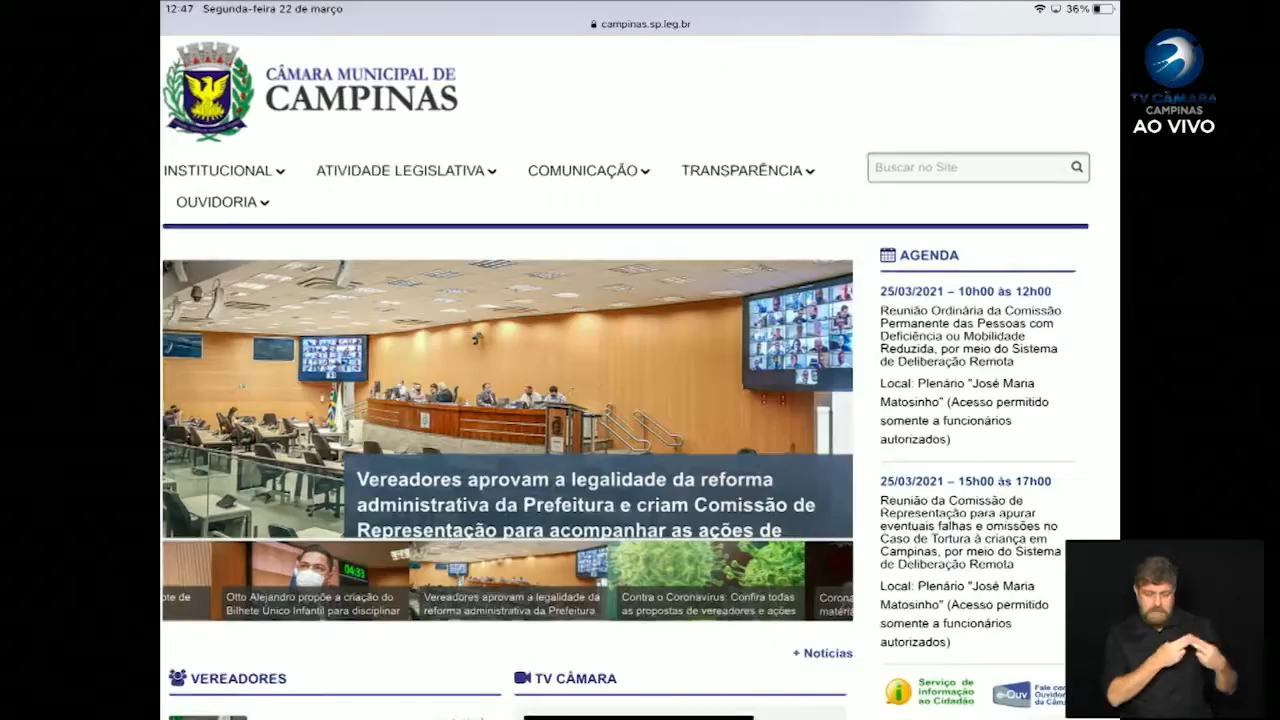 12:47 Segunda-feira 22 de março
36%
campinas.sp.leg.br
CÂMARA MUNICIPAL DE
CAMPINAS
TV CÂMARA
CAMPINAS
AO VIVO
INSTITUCIONAL
ATIVIDADE LEGISLATIVA
COMUNICAÇÃO
TRANSPARÊNCIA
Buscar no Site
OUVIDORIA
Vereadores aprovam a legalidade da reforma
administrativa da Prefeitura e criam Comissão de
Representação para acompanhar as ações de
04:33
Otto Alejandro propõe a criação do
Bilhete Único Infantil para disciplinar
Vereadores aprovam a legalidade da
reforma administrativa da Prefeitura
Contra o Coronavírus: Confira todas
as propostas de vereadores e ações
+ Notícias
VEREADORES
TV CÂMARA
AGENDA
25/03/2021 – 10h00 às 12h00
Reunião Ordinária da Comissão
Permanente das Pessoas com
Deficiência ou Mobilidade
Reduzida, por meio do Sistema
de Deliberação Remota
Local: Plenário "José Maria
Matosinho" (Acesso permitido
somente a funcionários
autorizados)
25/03/2021 – 15h00 às 17h00
Reunião da Comissão de
Representação para apurar
eventuais falhas e omissões no
Caso de Tortura à criança em
Campinas, por meio do Sistema
de Deliberação Remota
Local: Plenário "José Maria
Matosinho" (Acesso permitido
somente a funcionários
autorizados)
Serviço de
informação
ao Cidadão
e-Ouv